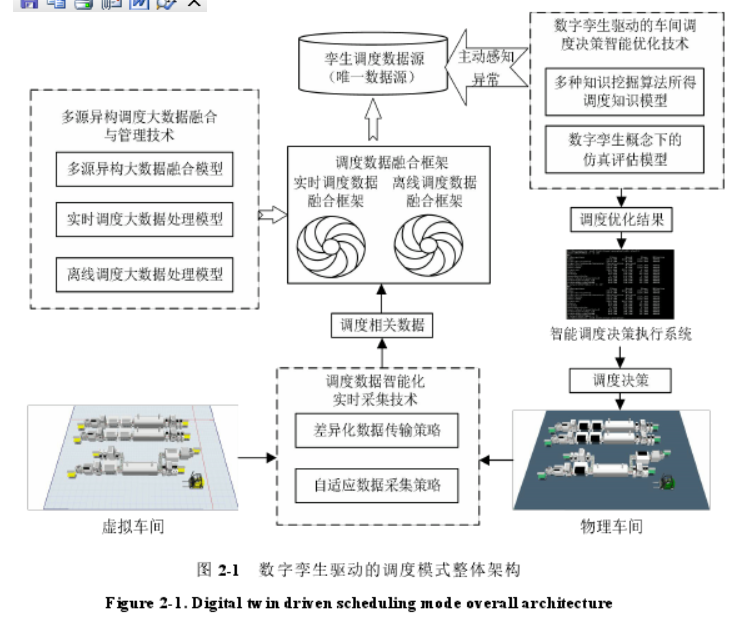 孪生调度数据源
（唯一数据源）
主动感知
异常
数字孪生驱动的车间调
度决策智能优化技术
多种知识挖掘算法所得
调度知识模型
数字孪生概念下的
仿真评估模型
多源异构调度大数据融合
与管理技术
多源异构大数据融合模型
实时调度大数据处理模型
离线调度大数据处理模型
调度数据融合框架
实时调度数据
融合框架
离线调度数据
融合框架
调度优化结果
智能调度决策执行系统
调度相关数据
调度决策
调度数据智能化
实时采集技术
差异化数据传输策略
自适应数据采集策略
虚拟车间
物理车间
图 2-1 数字孪生驱动的调度模式整体架构
Figure 2-1. Digital twin driven scheduling mode overall architecture